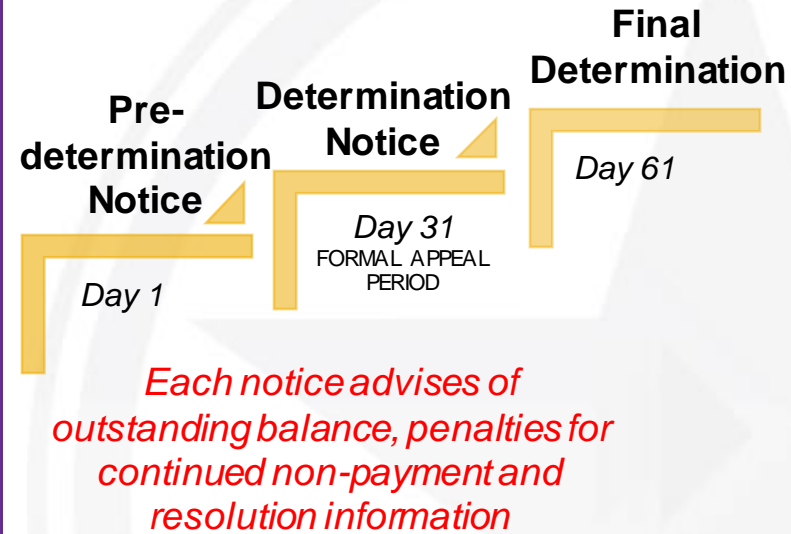 Pre-
determination
Notice
Day 1
Determination
Notice
Day 31
FORMAL APPEAL
PERIOD
Final
Determination
Day 61
Each notice advises of
outstanding balance, penalties for
continued non-payment and
resolution information